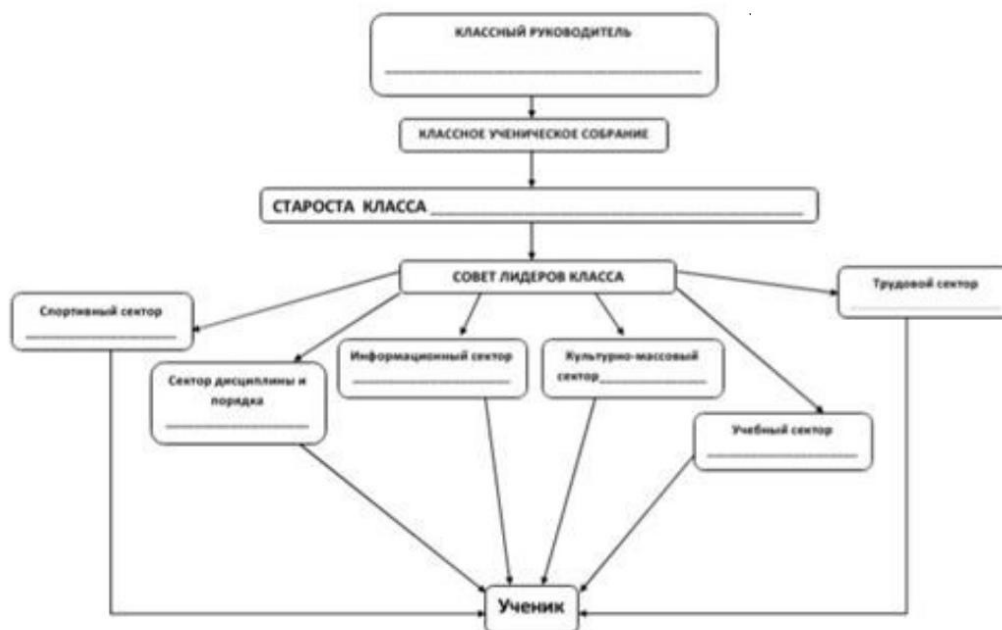 КЛАССНЫЙ РУКОВОДИТЕЛЬ
КЛАССНОЕ УЧЕНИЧЕСКОЕ СОБРАНИЕ
СТАРОСТА КЛАССА
СОВЕТ ЛИДЕРОВ КЛАССА
Спортивный сектор
Трудовой сектор
Сектор дисциплины и
порядка
Информационный сектор
Культурно-массовый
сектор
Учебный сектор
Ученик